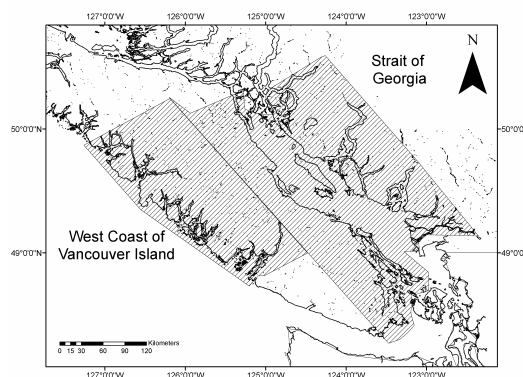 127°0'0"W 126°0'0"W 125°0'0"W 124°0'0"W 123°0'0"W
Strait of
Georgia
N
50°0'0"N 50°0'0"N
West Coast of
Vancouver Island
49°0'0"N 49°0'0"N
Kilometers
0 15 30 60 90 120
127°0'0"W 126°0'0"W 125°0'0"W 124°0'0"W 123°0'0"W